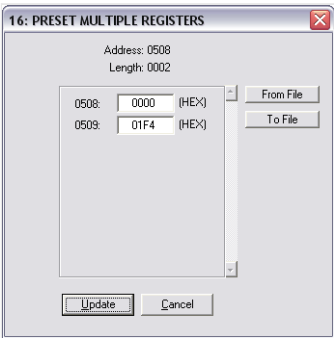 16: PRESET MULTIPLE REGISTERS
Address: 0508
Length: 0002
0508: 0000 (HEX)
0509: 01F4 (HEX)
From File
To File
Update Cancel